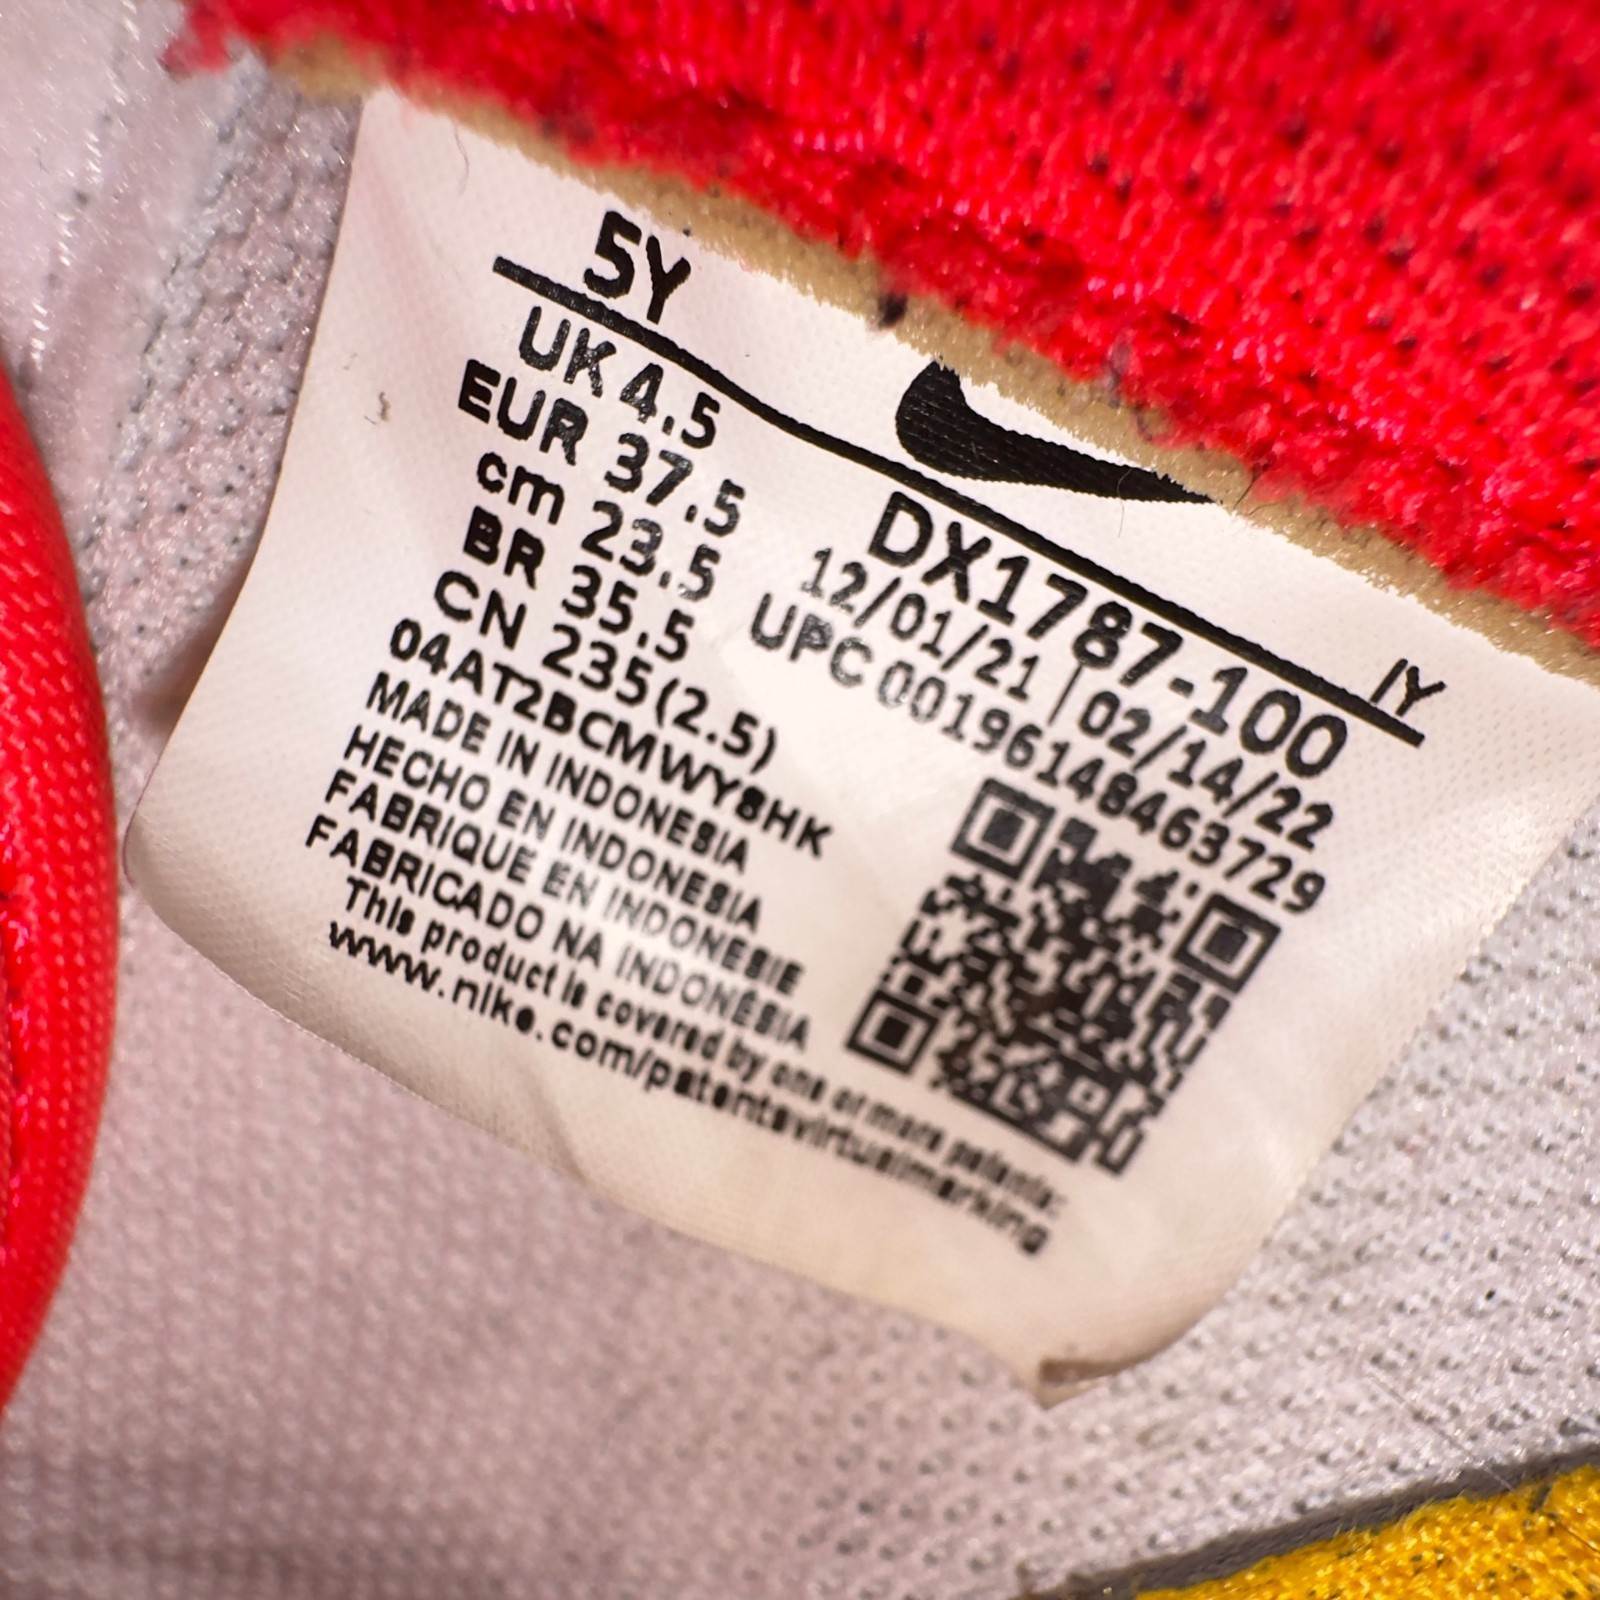 5Y
UK 4.5
EUR 37.5
cm 23.5
BR 35.5
CN 235(2.5)
04AT2BCMWY8HK
MADE IN INDONESIA
HECHO EN INDONESIA
FABRIQUE EN INDONESIE
FABRICADO NA INDONÉSIA
This product is covered by one or more patents:
www.nike.com/patentsvirtualmarking
IY
DX1787-100
12/01/21 | 02/14/22
UPC 00196148463729